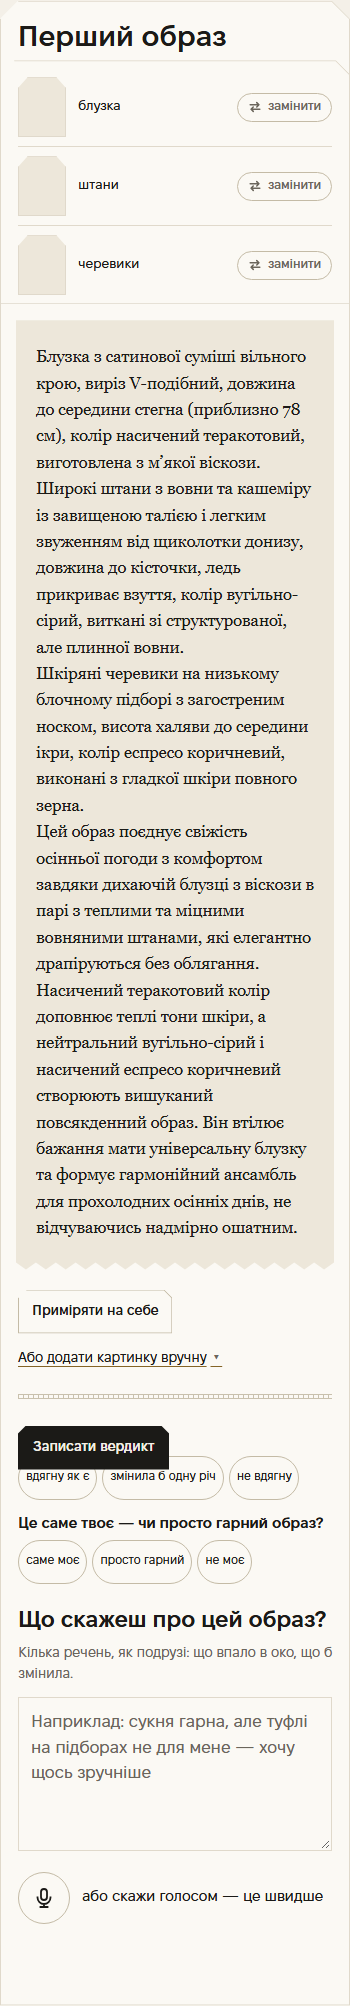 Перший образ
блузка
замінити
штани
замінити
черевики
замінити
Блузка з сатинової суміші вільного
крою, виріз V-подібний, довжина
до середини стегна (приблизно 78
см), колір насичений теракотовий,
виготовлена з м’якої віскози.
Широкі штани з вовни та кашеміру
із завищеною талією і легким
звуженням від щиколотки донизу,
довжина до кісточки, ледь
прикриває взуття, колір вугільно-
сірий, виткані зі структурованої,
але плинної вовни.
Шкіряні черевики на низькому
блочному підборі з загостреним
носком, висота халяви до середини
ікри, колір еспресо коричневий,
виконані з гладкої шкіри повного
зерна.
Цей образ поєднує свіжість
осінньої погоди з комфортом
завдяки дихаючій блузці з віскози в
парі з теплими та міцними
вовняними штанами, які елегантно
драпіруються без облягання.
Насичений теракотовий колір
доповнює теплі тони шкіри, а
нейтральний вугільно-сірий і
насичений еспресо коричневий
створюють вишуканий
повсякденний образ. Він втілює
бажання мати універсальну блузку
та формує гармонійний ансамбль
для прохолодних осінніх днів, не
відчуваючись надмірно ошатним.
Приміряти на себе
Або додати картинку вручну
Записати вердикт
вдягну як є
змінила б одну річ
не вдягну
Це саме твоє — чи просто гарний образ?
саме моє
просто гарний
не моє
Що скажеш про цей образ?
Кілька речень, як подрузі: що впало в око, що б
змінила.
Наприклад: сукня гарна, але туфлі
на підборах не для мене — хочу
щось зручніше
або скажи голосом — це швидше